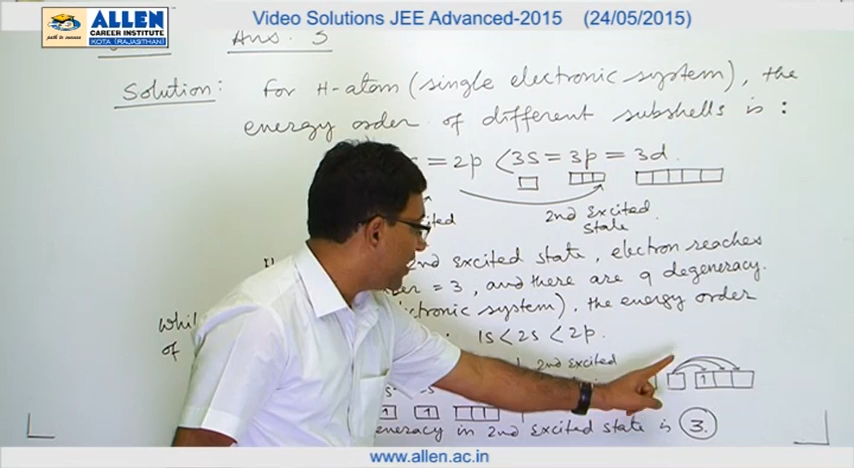 ALLEN
CAREER INSTITUTE
path to success
KOTA (RAJASTHAN)
Video Solutions JEE Advanced-2015 (24/05/2015)
Ans. 3
Solution: For H-atom (single electronic system), the
energy order of different subshells is :
= 2p < 3s = 3p = 3d
2nd Excited
State
2nd excited state, electron reaches
= 3, and there are 9 degeneracy.
ctronic system), the energy order
of
1s < 2s < 2p.
2nd excited
1 1 1
eneracy in 2nd excited state is 3.
www.allen.ac.in